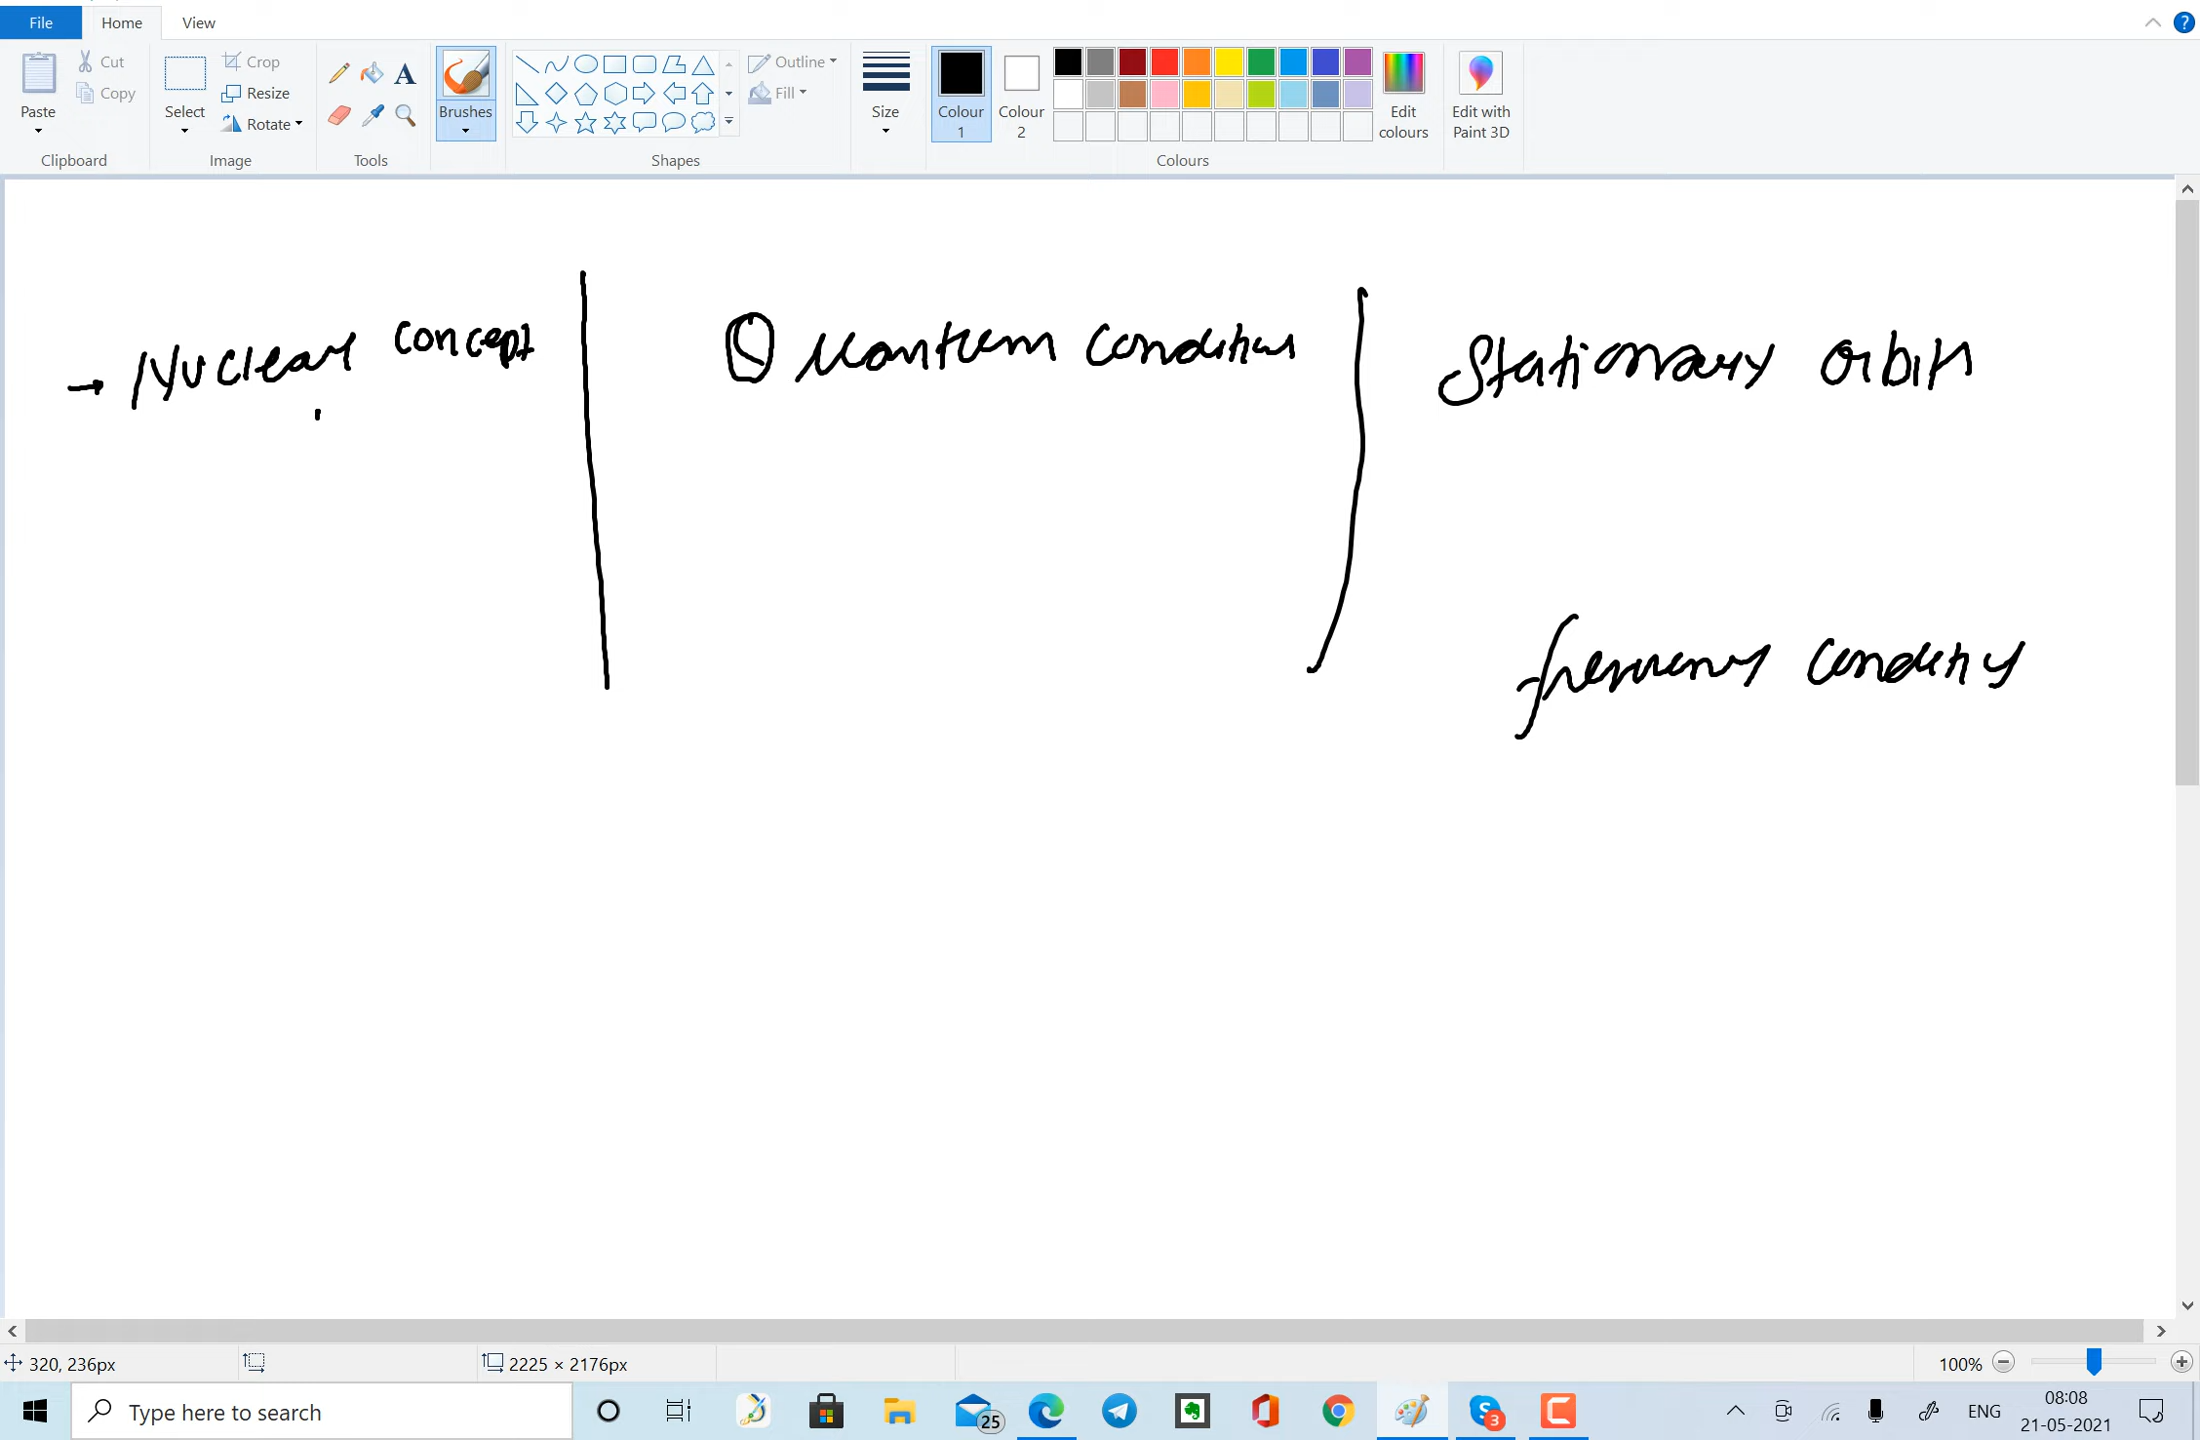 File Home View
Paste Cut Copy Clipboard
Select Crop Resize Rotate Image
Tools
Brushes
Shapes
Outline Fill
Size
Colour 1 Colour 2
Colours
Edit colours
Edit with Paint 3D
→ Nuclear concept
Quantum Condition
Stationary orbit
frequency condition
320, 236px 2225 × 2176px 100%
Type here to search 25 3 ENG 08:08
21-05-2021